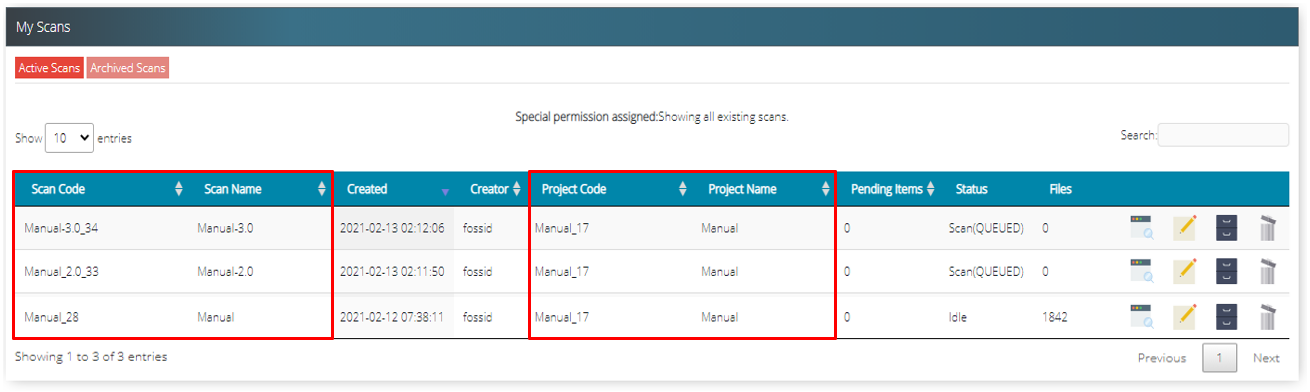 My Scans
Active Scans Archived Scans
Special permission assigned:Showing all existing scans.
Show 10 entries Search:
Scan Code Scan Name Created Creator Project Code Project Name Pending Items Status Files
Manual-3.0_34 Manual-3.0 2021-02-13 02:12:06 fossid Manual_17 Manual 0 Scan(QUEUED) 0
Manual_2.0_33 Manual-2.0 2021-02-13 02:11:50 fossid Manual_17 Manual 0 Scan(QUEUED) 0
Manual_28 Manual 2021-02-12 07:38:11 fossid Manual_17 Manual 0 Idle 1842
Showing 1 to 3 of 3 entries Previous 1 Next